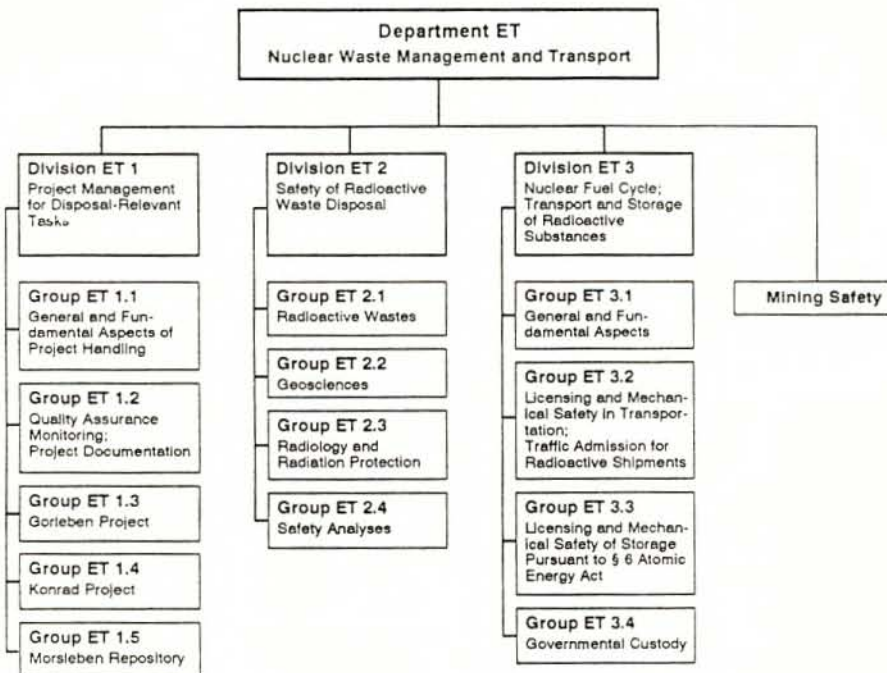 Department ET
Nuclear Waste Management and Transport
Division ET 1
Project Management
for Disposal-Relevant
Tasks
Group ET 1.1
General and Fun-
damental Aspects of
Project Handling
Group ET 1.2
Quality Assurance
Monitoring;
Project Documentation
Group ET 1.3
Gorleben Project
Group ET 1.4
Konrad Project
Group ET 1.5
Morsleben Repository
Division ET 2
Safety of Radioactive
Waste Disposal
Group ET 2.1
Radioactive Wastes
Group ET 2.2
Geosciences
Group ET 2.3
Radiology and
Radiation Protection
Group ET 2.4
Safety Analyses
Division ET 3
Nuclear Fuel Cycle;
Transport and Storage
of Radioactive
Substances
Group ET 3.1
General and Fun-
damental Aspects
Group ET 3.2
Licensing and Mechan-
ical Safety in Transpor-
tation;
Traffic Admission for
Radioactive Shipments
Group ET 3.3
Licensing and Mechan-
ical Safety of Storage
Pursuant to § 6 Atomic
Energy Act
Group ET 3.4
Governmental Custody
Mining Safety